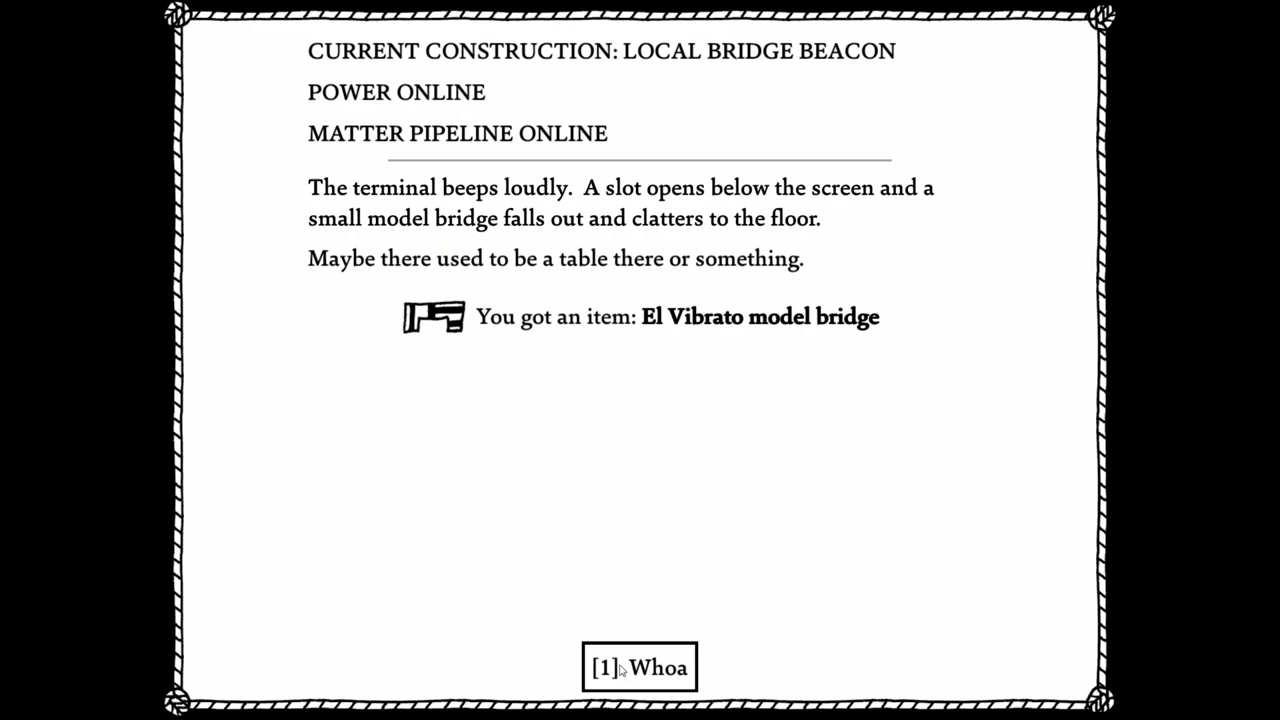 CURRENT CONSTRUCTION: LOCAL BRIDGE BEACON
POWER ONLINE
MATTER PIPELINE ONLINE
The terminal beeps loudly.  A slot opens below the screen and a
small model bridge falls out and clatters to the floor.
Maybe there used to be a table there or something.
You got an item: El Vibrato model bridge
[1] Whoa